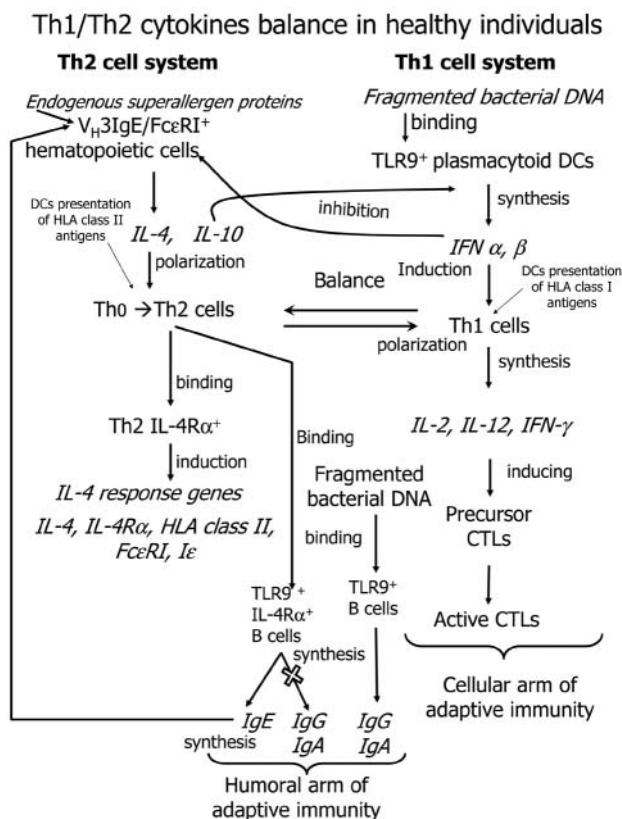 Th1/Th2 cytokines balance in healthy individuals
Th2 cell system
Endogenous superallergen proteins
VH3IgE/FcεRI+
hematopoietic cells
DCs presentation
of HLA class II
antigens
IL-4, IL-10
polarization
Th0 →Th2 cells
binding
Th2 IL-4Rα+
induction
IL-4 response genes
IL-4, IL-4Rα, HLA class II,
FcεRI, Iε
Th1 cell system
Fragmented bacterial DNA
binding
TLR9+ plasmacytoid DCs
synthesis
inhibition
IFN α, β
Induction
DCs presentation
of HLA class I
antigens
Balance
Th1 cells
polarization
synthesis
IL-2, IL-12, IFN-γ
inducing
Precursor
CTLs
Active CTLs
Cellular arm of
adaptive immunity
Binding
Fragmented
bacterial DNA
binding
TLR9+
IL-4Rα+
B cells
TLR9+
B cells
synthesis
IgE
synthesis
IgG
IgA
IgG
IgA
Humoral arm of
adaptive immunity